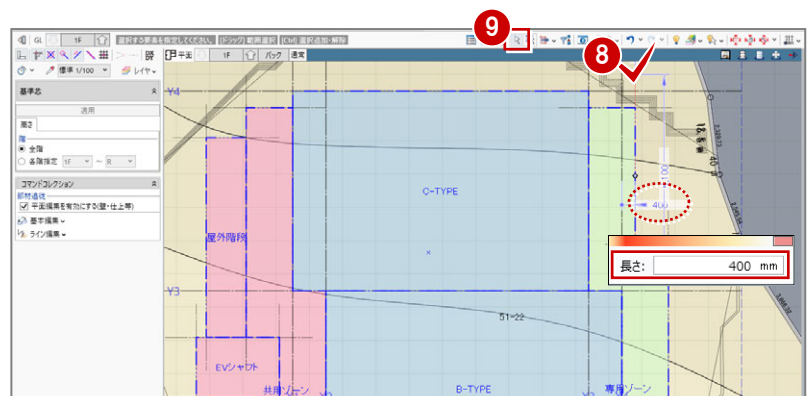 9
8
GL 1F 選択する要素を指定してください。 [ドラッグ]範囲選択 [Ctrl] 選択追加・解除
標準 1/100 レイヤ
平面 1F バック 通常
基準芯
適用
高さ
階
全階
各階指定 1F ～ R
コマンドコレクション
部材追従
平面編集を有効にする(壁・仕上等)
基本編集
ライン編集
Y4
C-TYPE
屋外階段
400
長さ: 400 mm
Y3
51-22
EVシャフト
共用ゾーン
B-TYPE
専用ゾーン